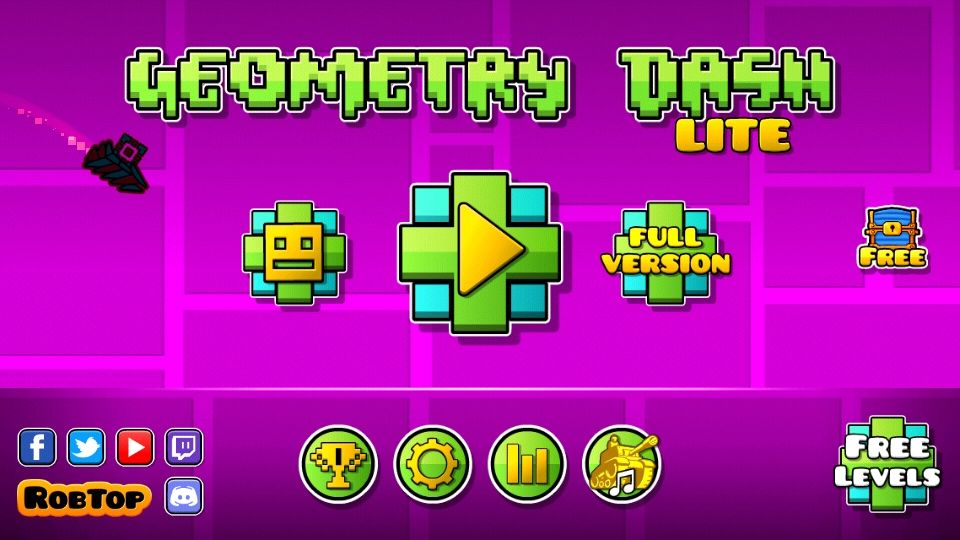 GEOMETRY DASH
LITE
FULL
VERSION
FREE
FREE
LEVELS
ROBTOP